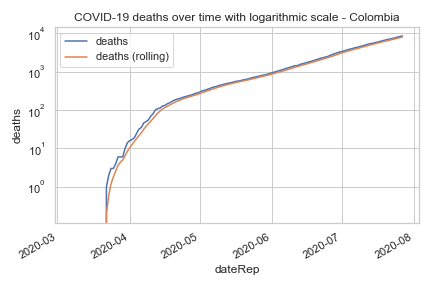 COVID-19 deaths over time with logarithmic scale - Colombia
deaths
deaths (rolling)
10⁴
10³
10²
10¹
10⁰
deaths
2020-03
2020-04
2020-05
2020-06
2020-07
2020-08
dateRep